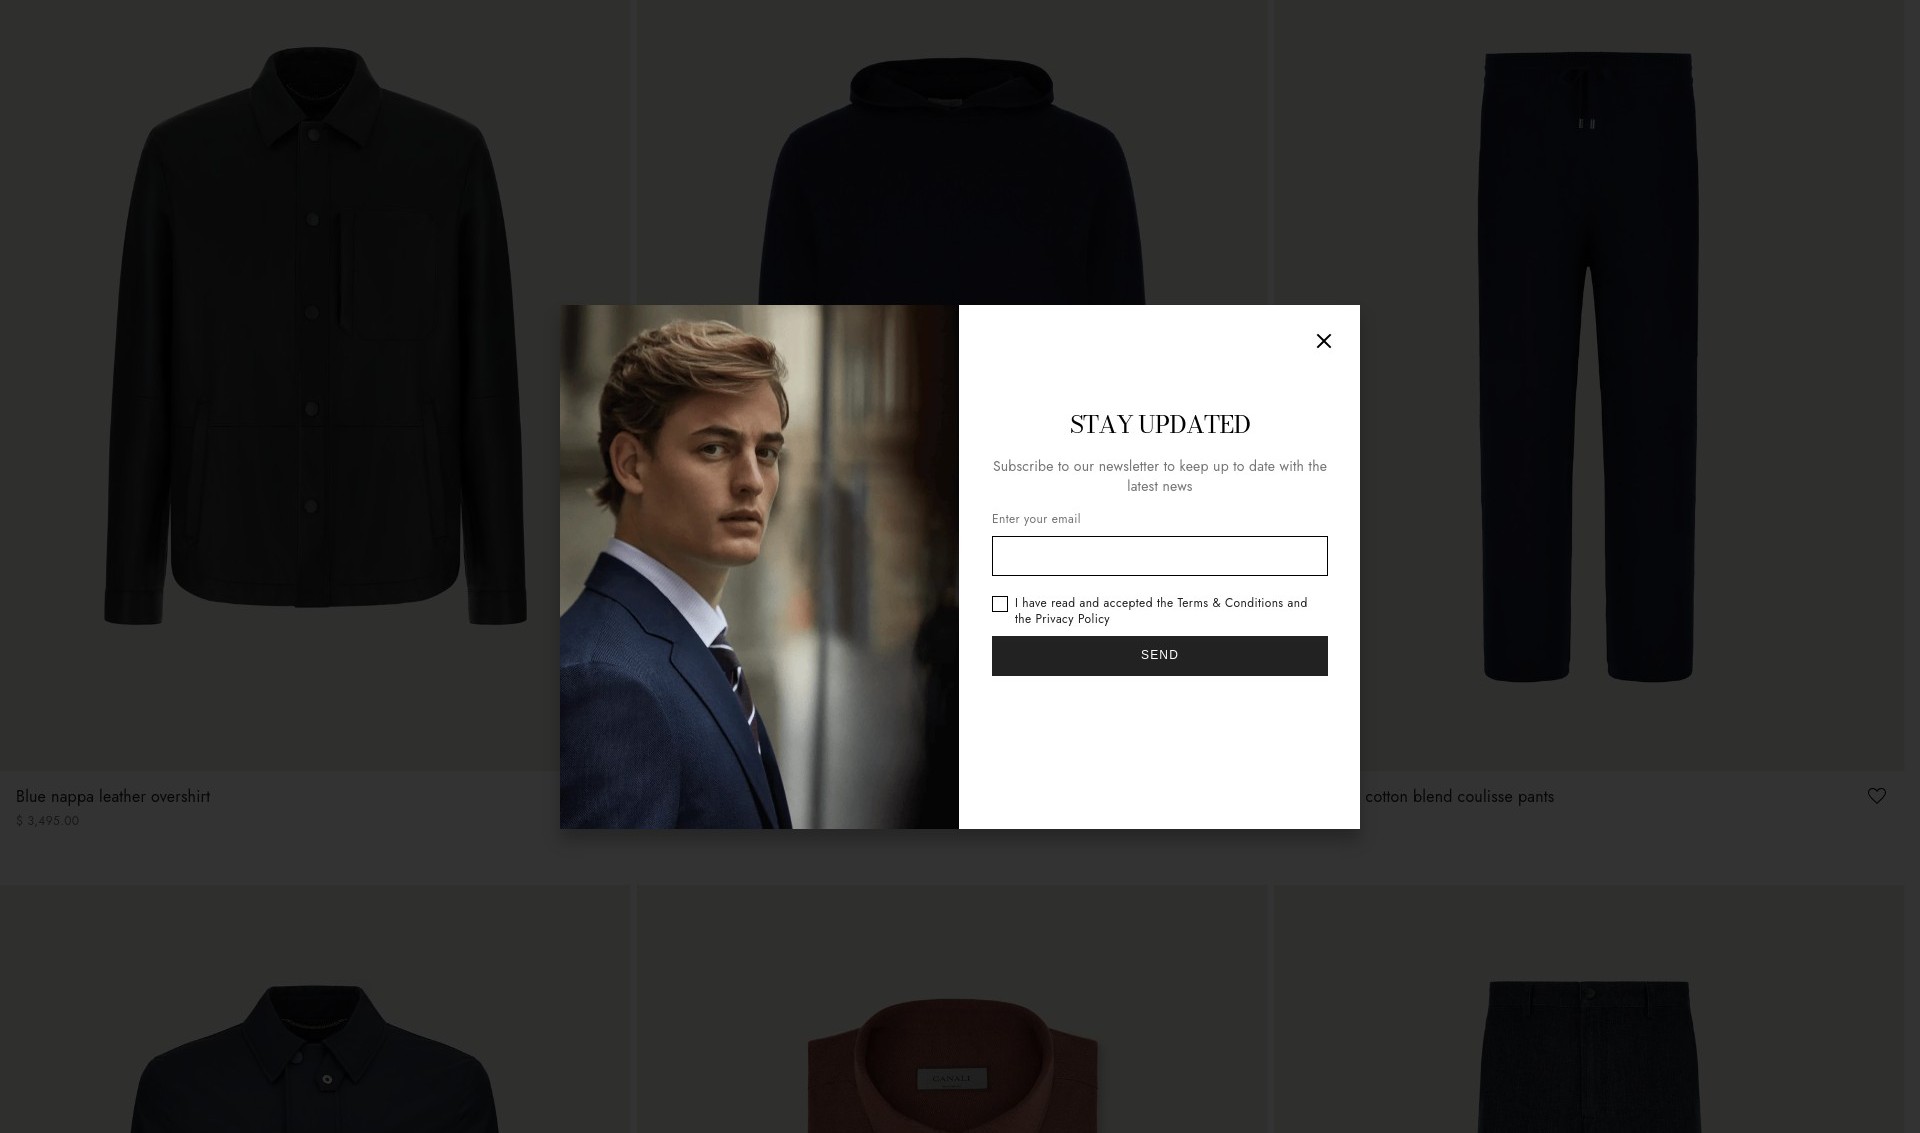 STAY UPDATED
Subscribe to our newsletter to keep up to date with the
latest news
Enter your email
I have read and accepted the Terms & Conditions and
the Privacy Policy
SEND
Blue nappa leather overshirt
$ 3,495.00
cotton blend coulisse pants
CANALI